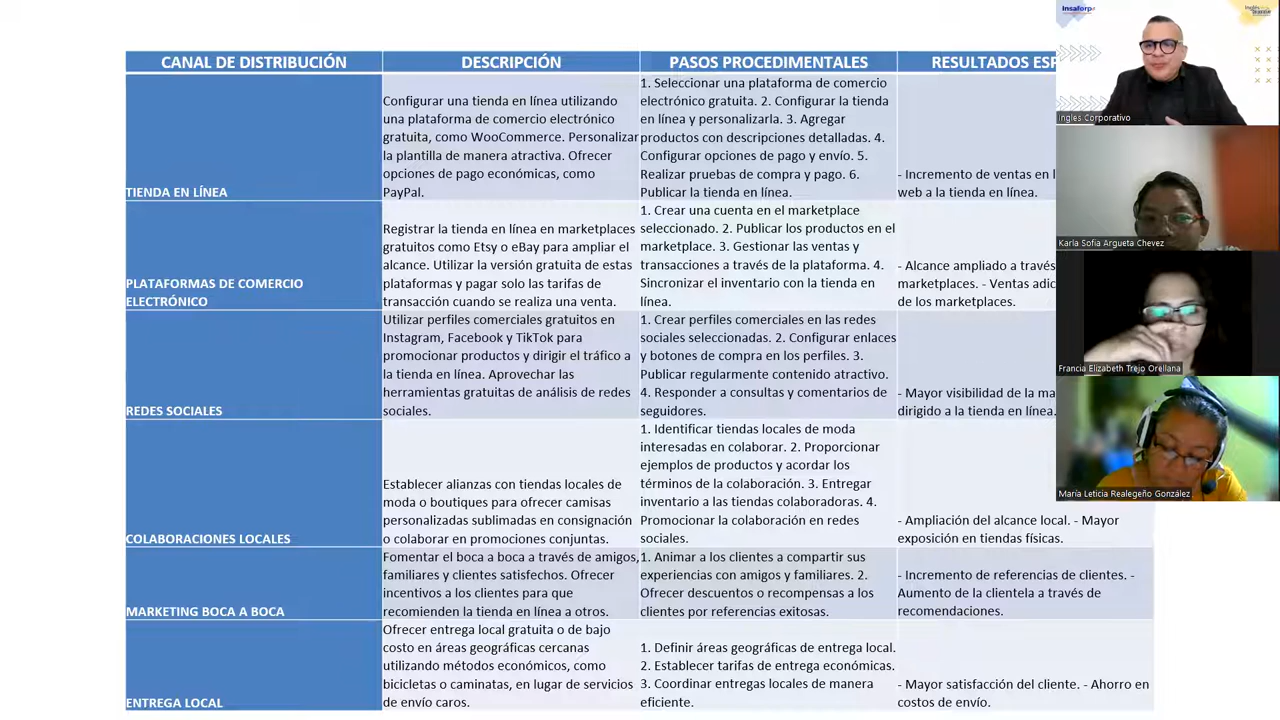 CANAL DE DISTRIBUCIÓN
DESCRIPCIÓN
PASOS PROCEDIMENTALES
RESULTADOS ESP
TIENDA EN LÍNEA
Configurar una tienda en línea utilizando
una plataforma de comercio electrónico
gratuita, como WooCommerce. Personalizar
la plantilla de manera atractiva. Ofrecer
opciones de pago económicas, como
PayPal.
1. Seleccionar una plataforma de comercio
electrónico gratuita. 2. Configurar la tienda
en línea y personalizarla. 3. Agregar
productos con descripciones detalladas. 4.
Configurar opciones de pago y envío. 5.
Realizar pruebas de compra y pago. 6.
Publicar la tienda en línea.
- Incremento de ventas en l
web a la tienda en línea.
PLATAFORMAS DE COMERCIO
ELECTRÓNICO
Registrar la tienda en línea en marketplaces
gratuitos como Etsy o eBay para ampliar el
alcance. Utilizar la versión gratuita de estas
plataformas y pagar solo las tarifas de
transacción cuando se realiza una venta.
1. Crear una cuenta en el marketplace
seleccionado. 2. Publicar los productos en el
marketplace. 3. Gestionar las ventas y
transacciones a través de la plataforma. 4.
Sincronizar el inventario con la tienda en
línea.
- Alcance ampliado a través
marketplaces. - Ventas adic
de los marketplaces.
REDES SOCIALES
Utilizar perfiles comerciales gratuitos en
Instagram, Facebook y TikTok para
promocionar productos y dirigir el tráfico a
la tienda en línea. Aprovechar las
herramientas gratuitas de análisis de redes
sociales.
1. Crear perfiles comerciales en las redes
sociales seleccionadas. 2. Configurar enlaces
y botones de compra en los perfiles. 3.
Publicar regularmente contenido atractivo.
4. Responder a consultas y comentarios de
seguidores.
- Mayor visibilidad de la ma
dirigido a la tienda en línea.
COLABORACIONES LOCALES
Establecer alianzas con tiendas locales de
moda o boutiques para ofrecer camisas
personalizadas sublimadas en consignación
o colaborar en promociones conjuntas.
1. Identificar tiendas locales de moda
interesadas en colaborar. 2. Proporcionar
ejemplos de productos y acordar los
términos de la colaboración. 3. Entregar
inventario a las tiendas colaboradoras. 4.
Promocionar la colaboración en redes
sociales.
- Ampliación del alcance local. - Mayor
exposición en tiendas físicas.
MARKETING BOCA A BOCA
Fomentar el boca a boca a través de amigos,
familiares y clientes satisfechos. Ofrecer
incentivos a los clientes para que
recomienden la tienda en línea a otros.
1. Animar a los clientes a compartir sus
experiencias con amigos y familiares. 2.
Ofrecer descuentos o recompensas a los
clientes por referencias exitosas.
- Incremento de referencias de clientes. -
Aumento de la clientela a través de
recomendaciones.
ENTREGA LOCAL
Ofrecer entrega local gratuita o de bajo
costo en áreas geográficas cercanas
utilizando métodos económicos, como
bicicletas o caminatas, en lugar de servicios
de envío caros.
1. Definir áreas geográficas de entrega local.
2. Establecer tarifas de entrega económicas.
3. Coordinar entregas locales de manera
eficiente.
- Mayor satisfacción del cliente. - Ahorro en
costos de envío.
insaforp
Ingles Corporativo
Karla Sofia Argueta Chevez
Francia Elizabeth Trejo Orellana
María Leticia Realegeño González